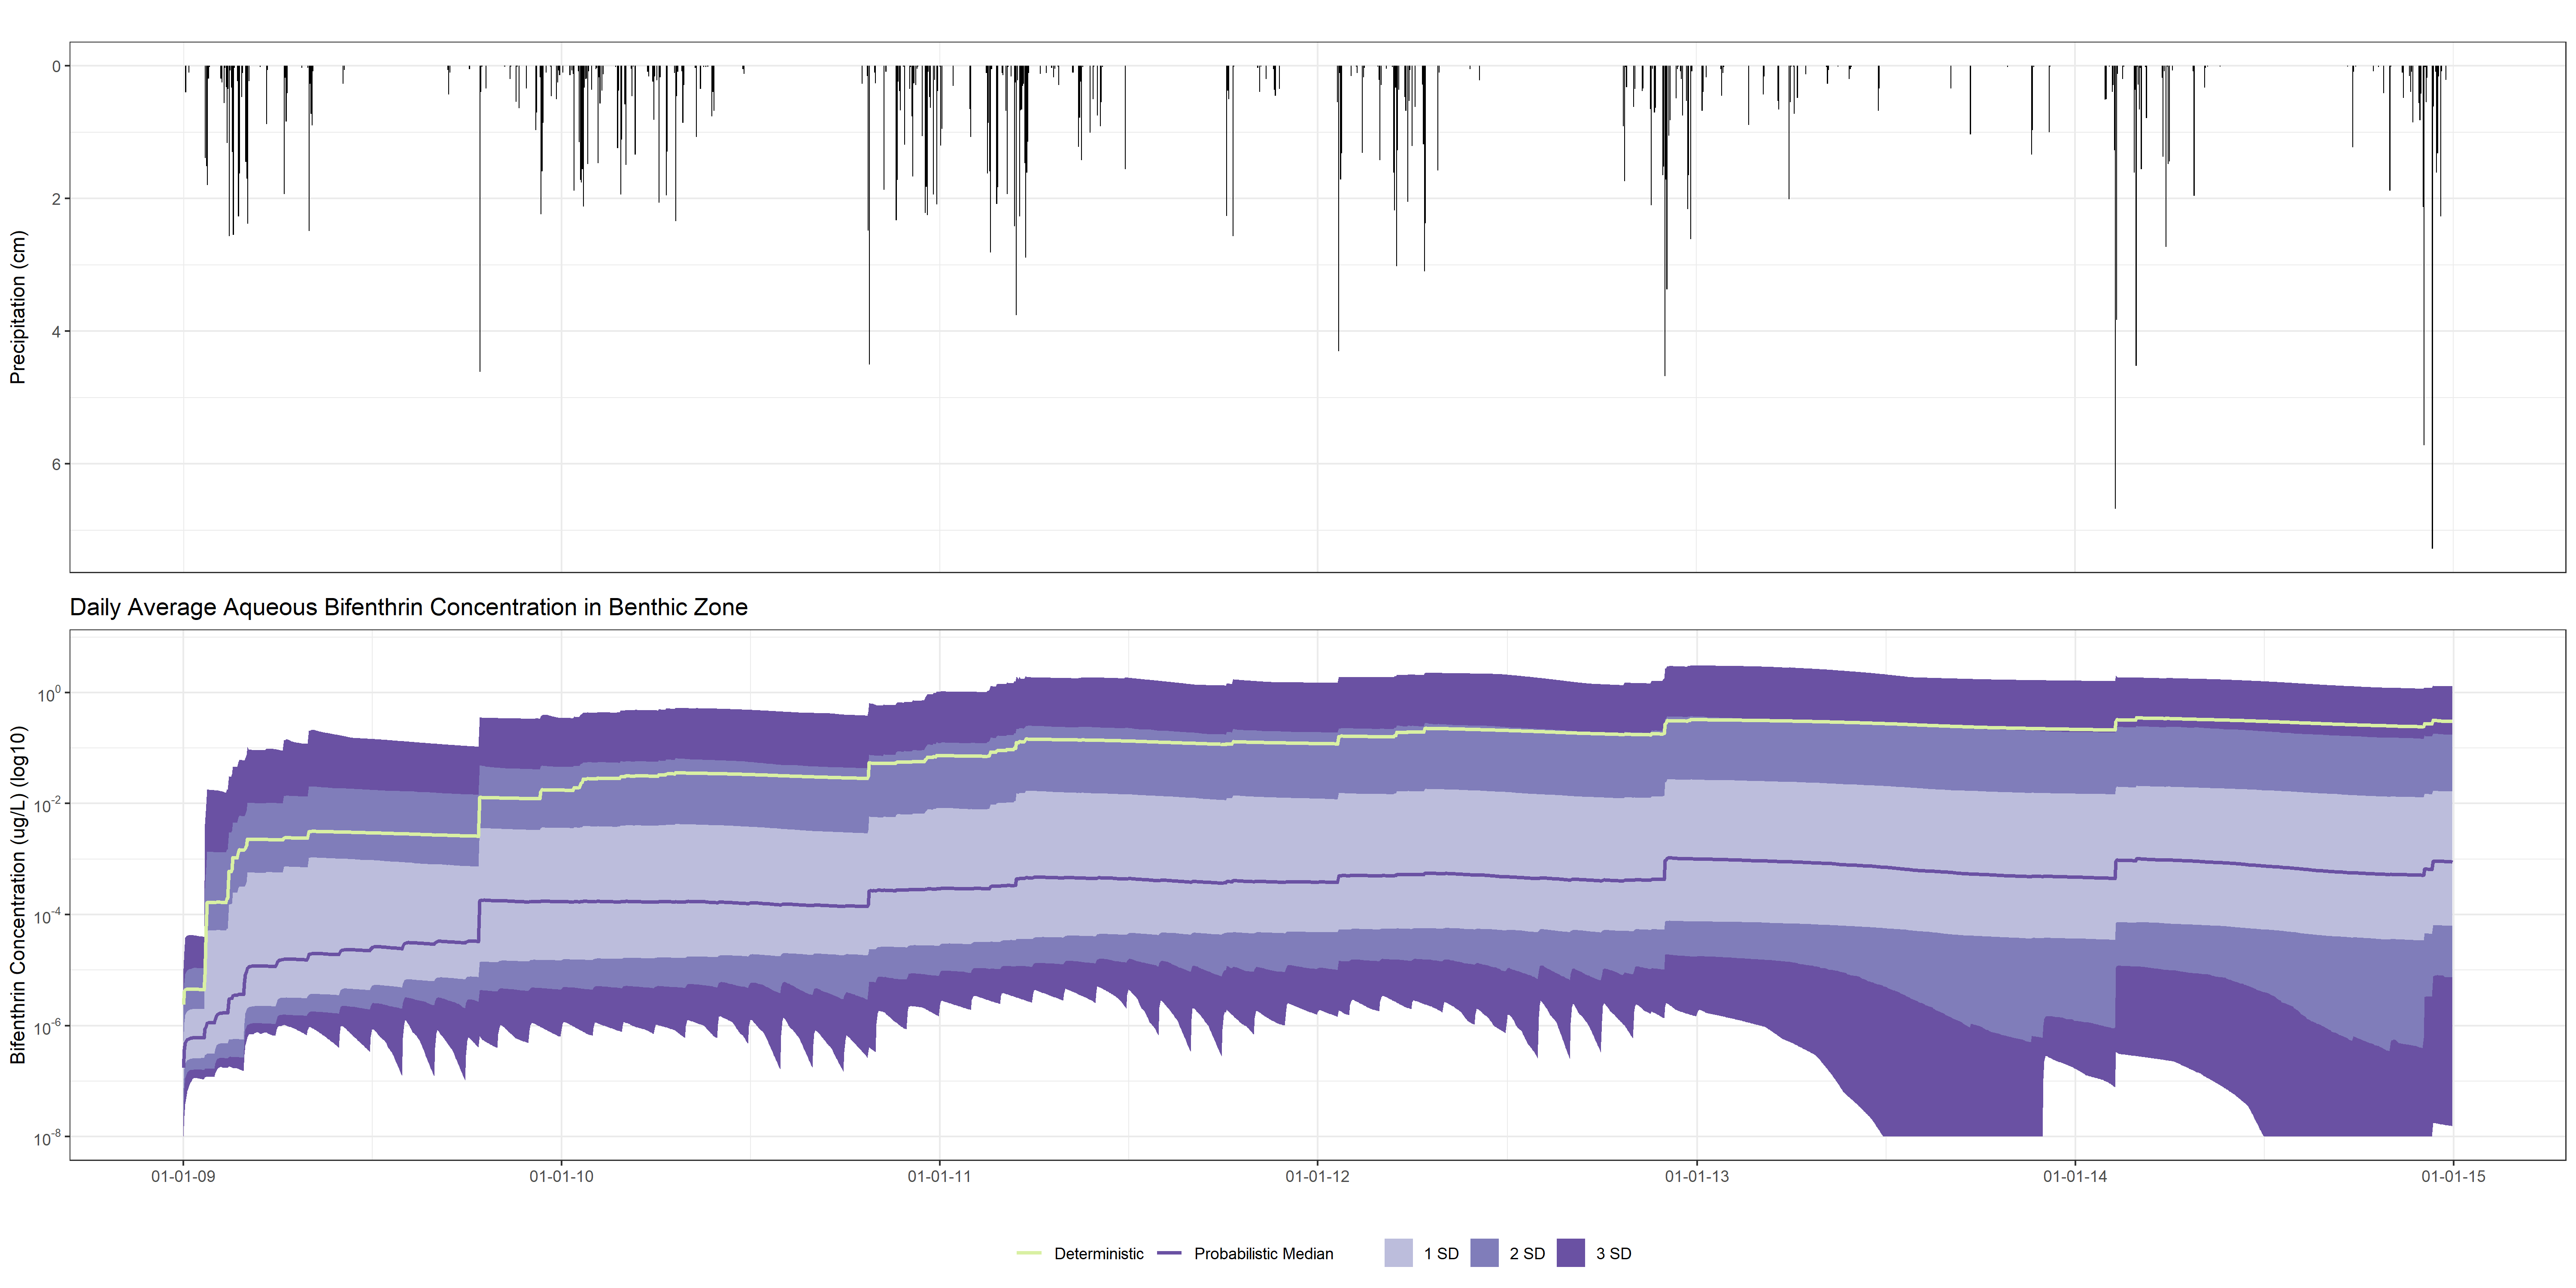 Precipitation (cm)
0
2
4
6
Daily Average Aqueous Bifenthrin Concentration in Benthic Zone
Bifenthrin Concentration (ug/L) (log10)
10^0
10^-2
10^-4
10^-6
10^-8
01-01-09 01-01-10 01-01-11 01-01-12 01-01-13 01-01-14 01-01-15
Deterministic Probabilistic Median 1 SD 2 SD 3 SD